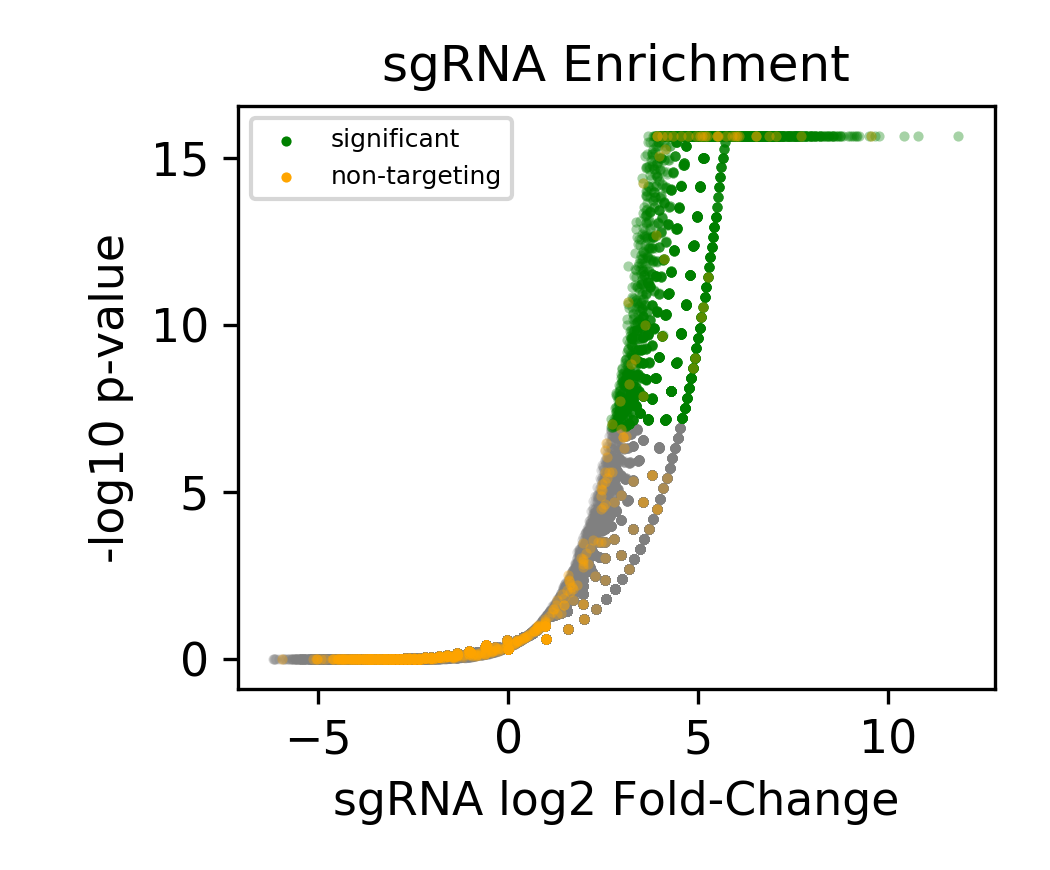 sgRNA Enrichment
significant
non-targeting
15
10
5
0
-log10 p-value
−5
0
5
10
sgRNA log2 Fold-Change